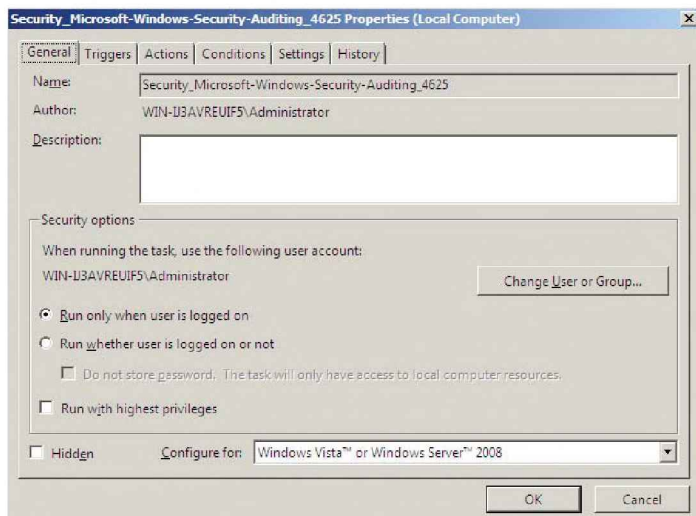 Security_Microsoft-Windows-Security-Auditing_4625 Properties (Local Computer)
General Triggers Actions Conditions Settings History
Name: Security_Microsoft-Windows-Security-Auditing_4625
Author: WIN-IJ3AVREUIF5\Administrator
Description:
Security options
When running the task, use the following user account:
WIN-IJ3AVREUIF5\Administrator
Change User or Group...
Run only when user is logged on
Run whether user is logged on or not
Do not store password. The task will only have access to local computer resources.
Run with highest privileges
Hidden Configure for: Windows Vista™ or Windows Server™ 2008
OK Cancel